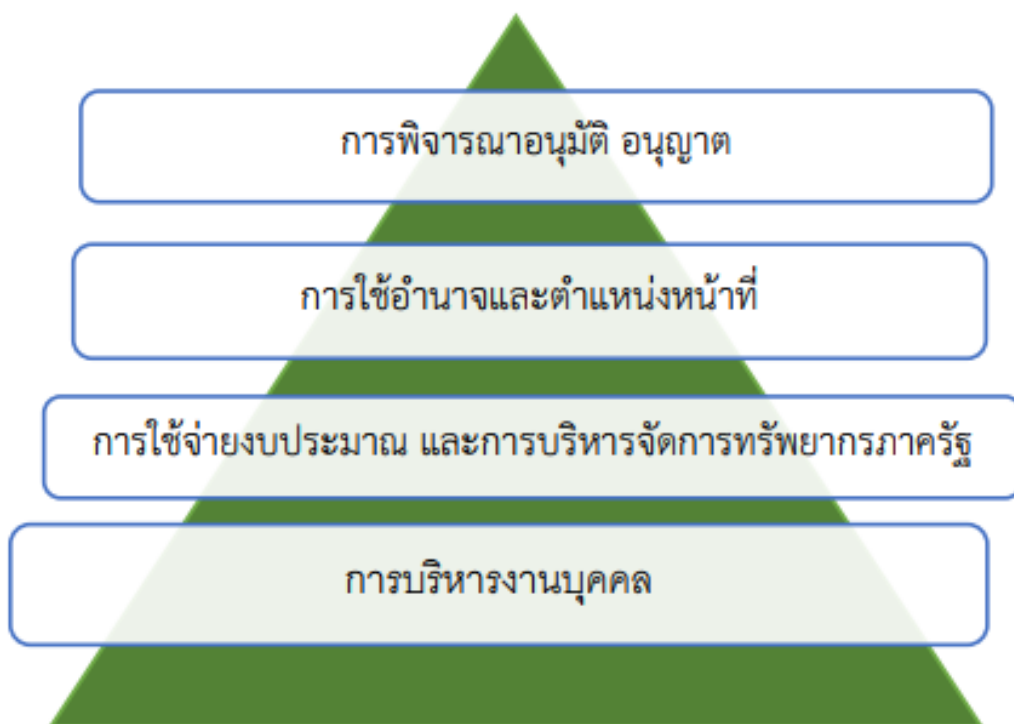 การพิจารณาอนุมัติ อนุญาต
การใช้อำนาจและตำแหน่งหน้าที่
การใช้จ่ายงบประมาณ และการบริหารจัดการทรัพยากรภาครัฐ
การบริหารงานบุคคล